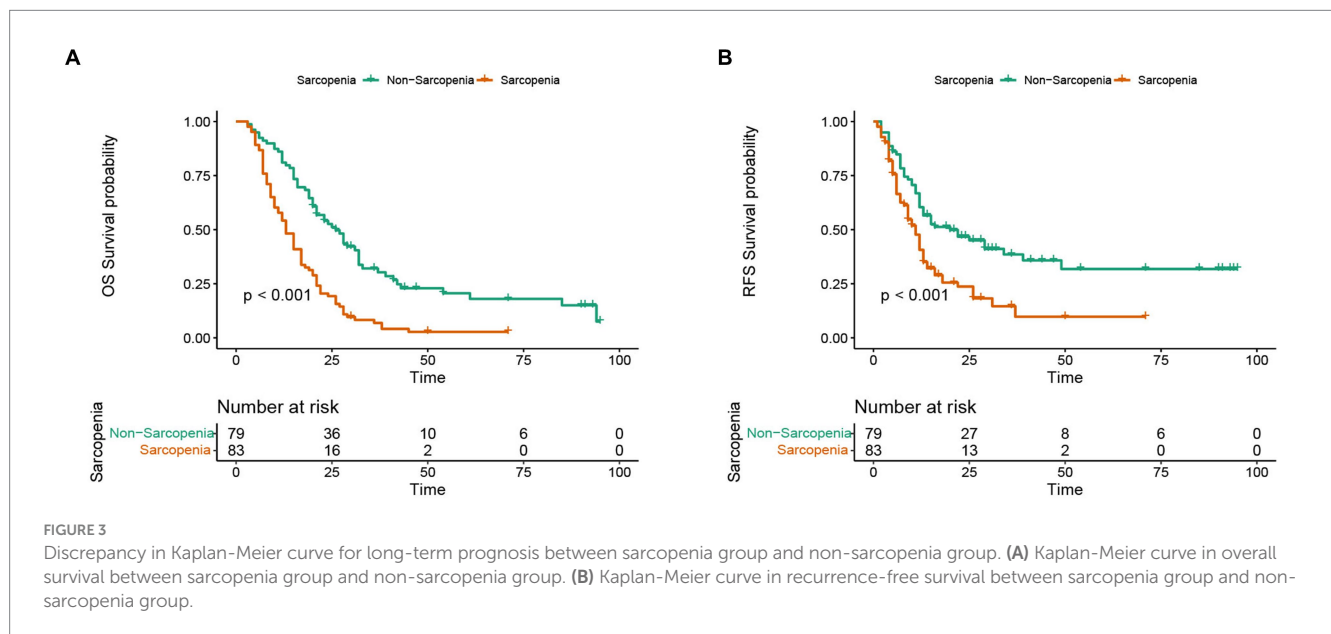 A
Sarcopenia Non-Sarcopenia Sarcopenia
1.00
0.75
0.50
0.25
0.00
OS Survival probability
p < 0.001
0 25 50 75 100
Time
Number at risk
Sarcopenia
Non-Sarcopenia 79 36 10 6 0
Sarcopenia 83 16 2 0 0
0 25 50 75 100
Time
B
Sarcopenia Non-Sarcopenia Sarcopenia
1.00
0.75
0.50
0.25
0.00
RFS Survival probability
p < 0.001
0 25 50 75 100
Time
Number at risk
Sarcopenia
Non-Sarcopenia 79 27 8 6 0
Sarcopenia 83 13 2 0 0
0 25 50 75 100
Time
FIGURE 3
Discrepancy in Kaplan-Meier curve for long-term prognosis between sarcopenia group and non-sarcopenia group. (A) Kaplan-Meier curve in overall
survival between sarcopenia group and non-sarcopenia group. (B) Kaplan-Meier curve in recurrence-free survival between sarcopenia group and non-
sarcopenia group.